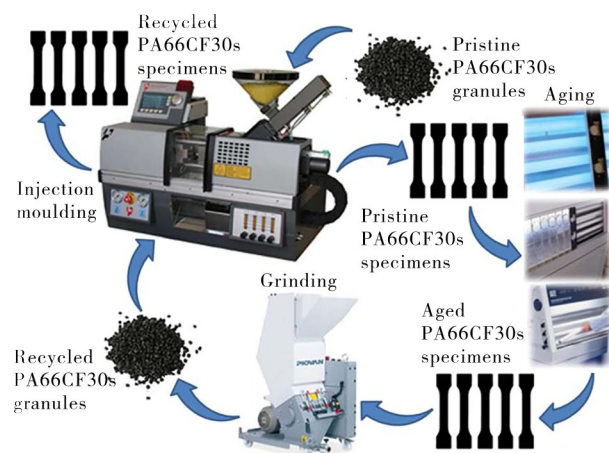 Recycled
PA66CF30s
specimens
Pristine
PA66CF30s
granules
Aging
Injection
moulding
Pristine
PA66CF30s
specimens
Grinding
Aged
PA66CF30s
specimens
PIOVAN
Recycled
PA66CF30s
granules